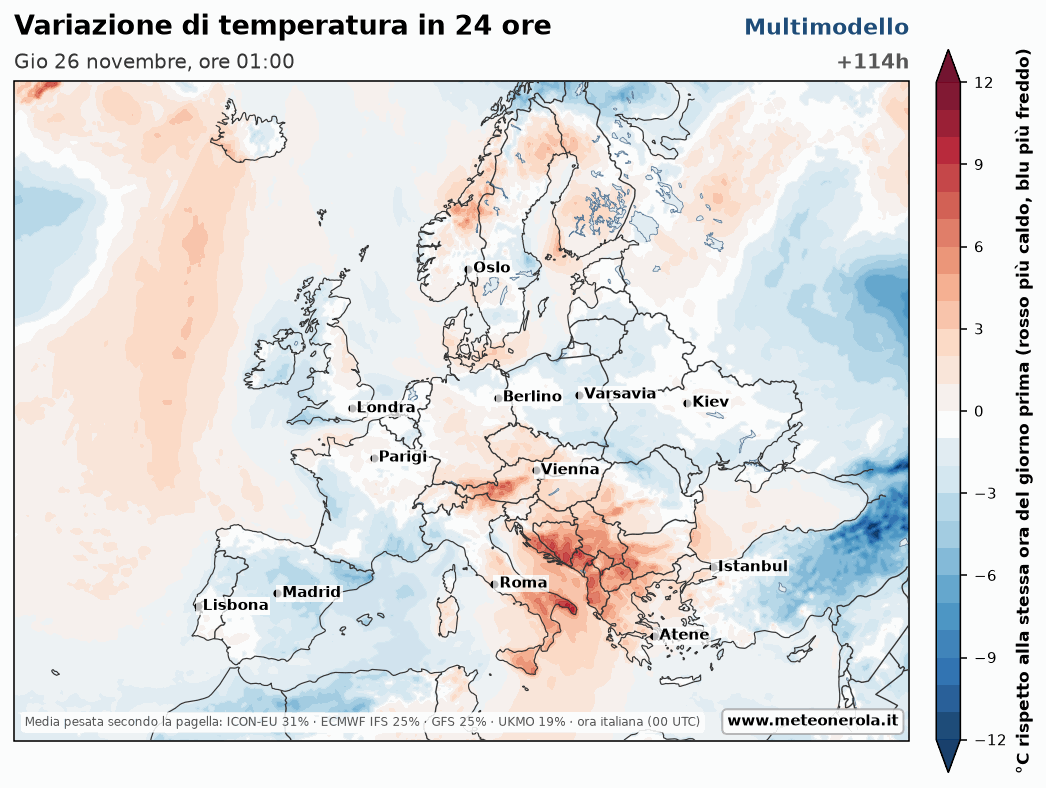 Variazione di temperatura in 24 ore
Multimodello
Gio 26 novembre, ore 01:00
+114h
Oslo
Londra
Berlino
Varsavia
Kiev
Parigi
Vienna
Istanbul
Roma
Madrid
Lisbona
Atene
Media pesata secondo la pagella: ICON-EU 31% · ECMWF IFS 25% · GFS 25% · UKMO 19% · ora italiana (00 UTC)
www.meteonerola.it
12
9
6
3
0
−3
−6
−9
−12
°C rispetto alla stessa ora del giorno prima (rosso più caldo, blu più freddo)